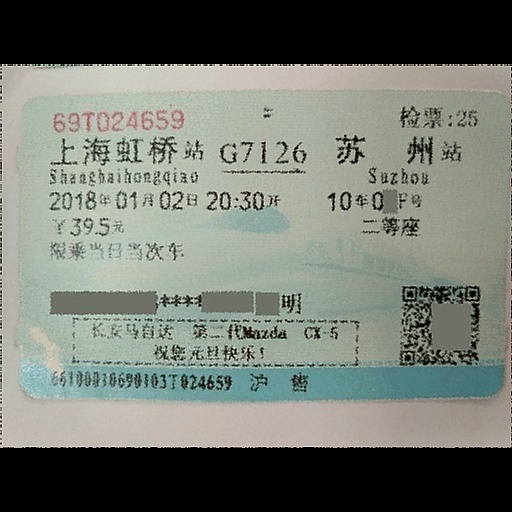 69T024659
检票:25
上海虹桥站 G7126 苏州站
Shanghaihongqiao Suzhou
2018年01月02日 20:30开 10车0 F号
￥39.5元 二等座
限乘当日当次车
****明
长安马自达 第二代Mazda CX-5
祝您元旦快乐!
66100010690103T024659 沪售